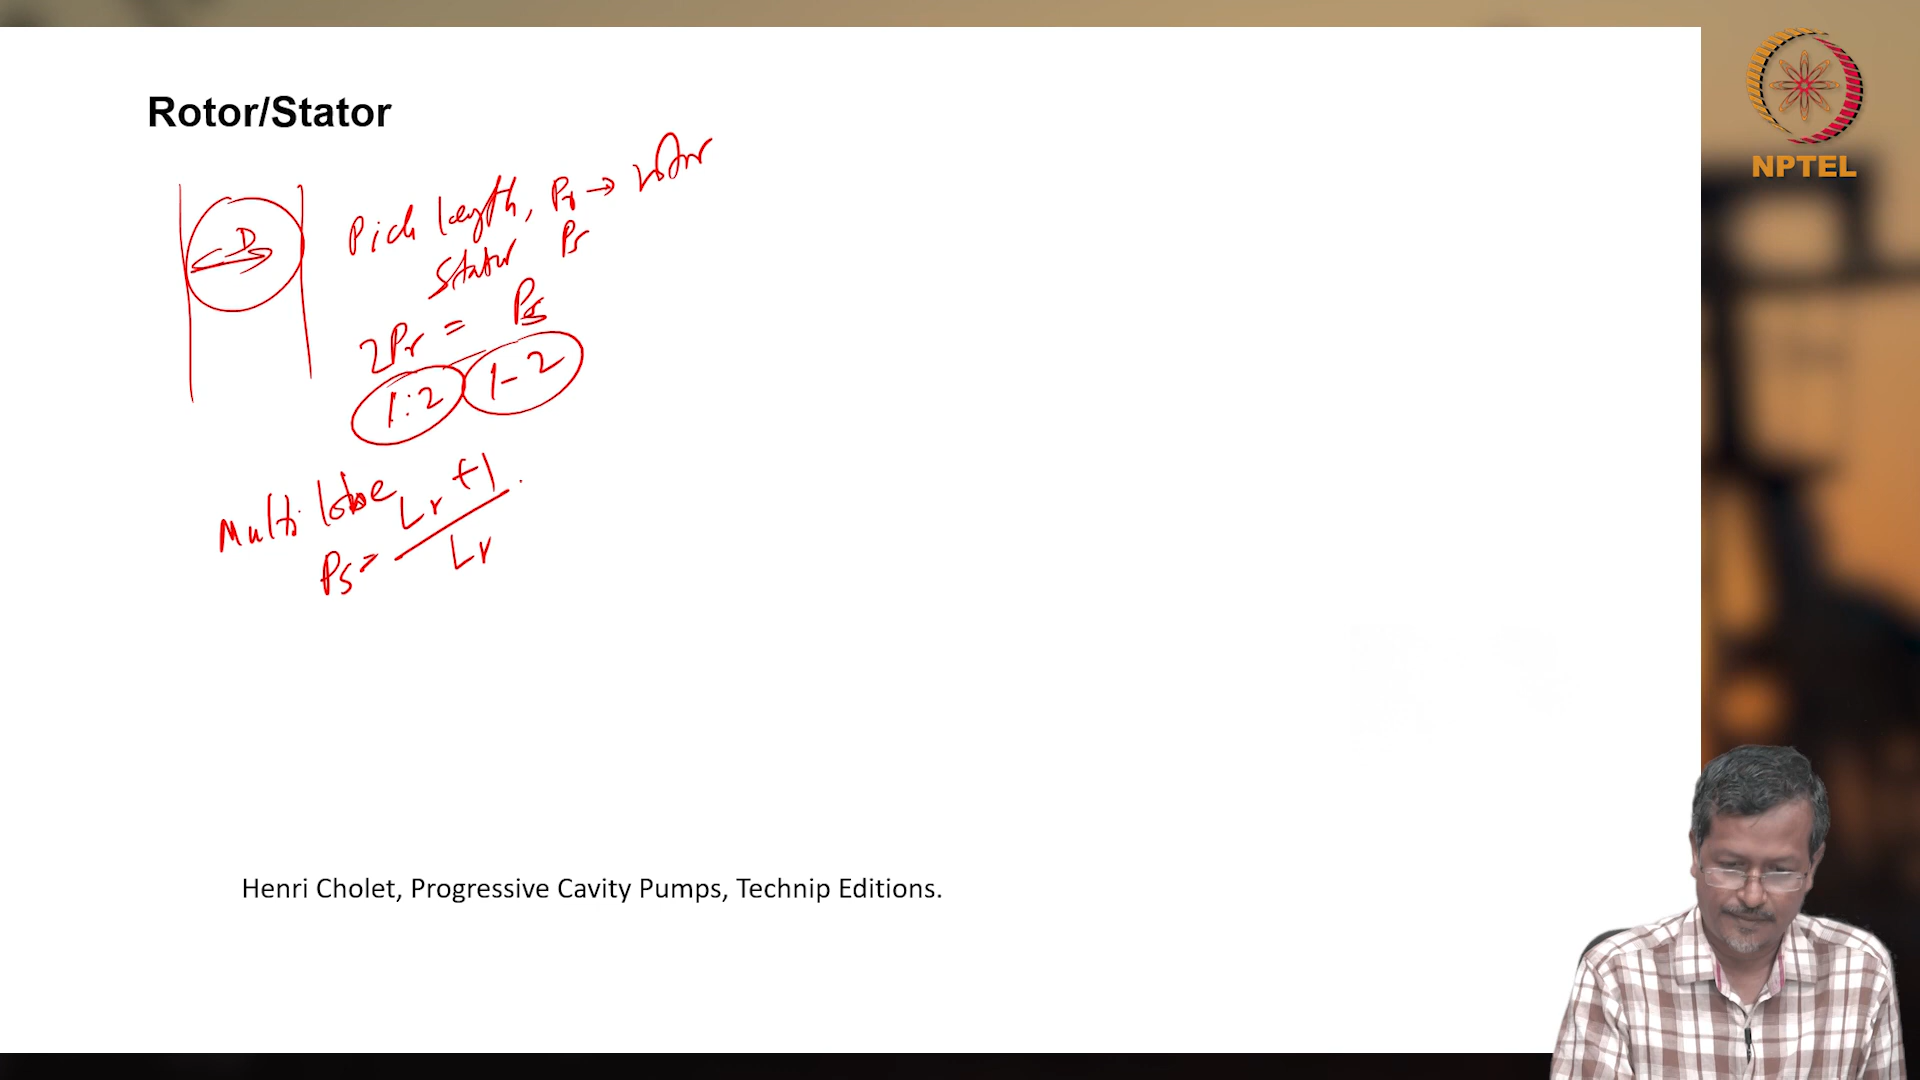 Rotor/Stator
NPTEL
D
Pich length, Pr → rotor
Stator Ps
2Pr = Ps
1:2 1-2
Multi lobe
Ps = Lr +1 / Lr
Henri Cholet, Progressive Cavity Pumps, Technip Editions.